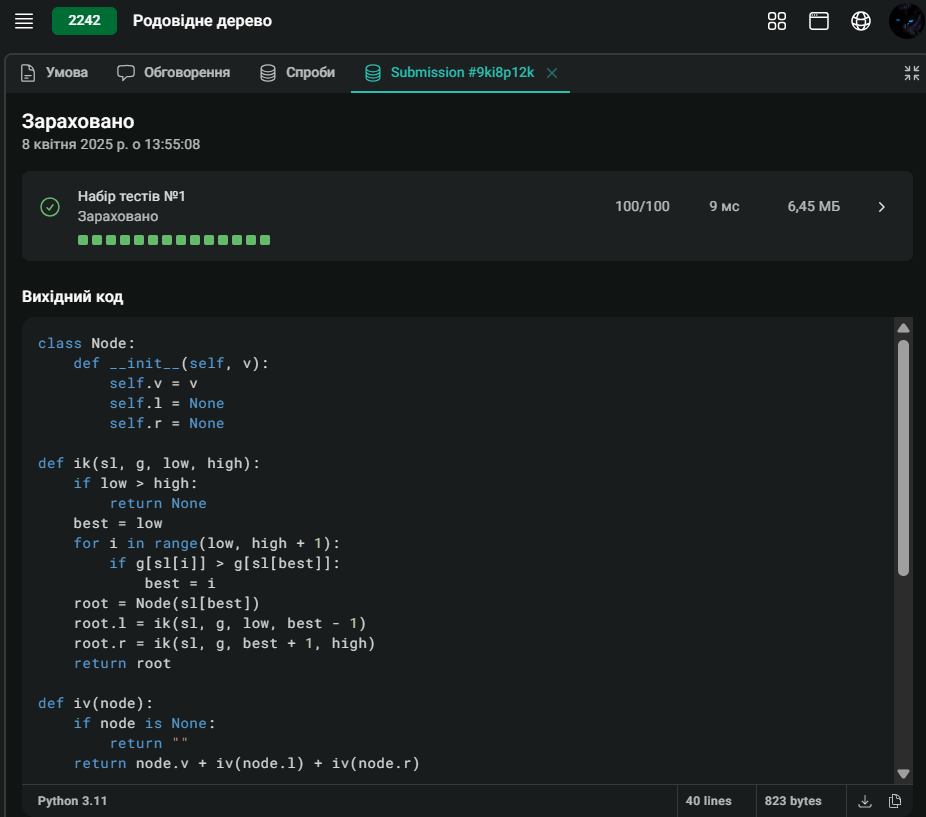 2242 Родовідне дерево
Умова Обговорення Спроби Submission #9ki8p12k
Зараховано
8 квітня 2025 р. о 13:55:08
Набір тестів №1
Зараховано
100/100 9 мс 6,45 МБ
Вихідний код
class Node:
    def __init__(self, v):
        self.v = v
        self.l = None
        self.r = None

def ik(sl, g, low, high):
    if low > high:
        return None
    best = low
    for i in range(low, high + 1):
        if g[sl[i]] > g[sl[best]]:
            best = i
    root = Node(sl[best])
    root.l = ik(sl, g, low, best - 1)
    root.r = ik(sl, g, best + 1, high)
    return root

def iv(node):
    if node is None:
        return ""
    return node.v + iv(node.l) + iv(node.r)
Python 3.11 40 lines 823 bytes